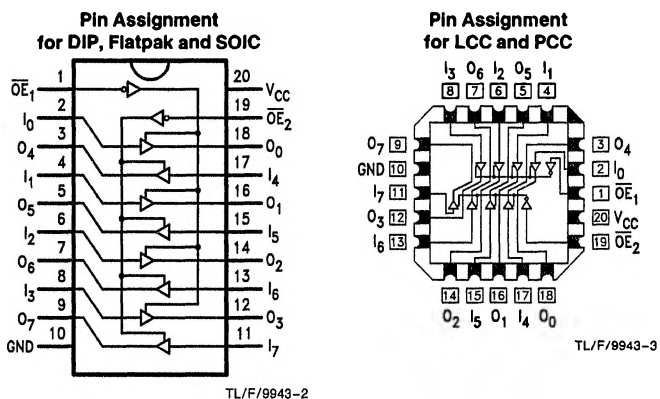 Pin Assignment
for DIP, Flatpak and SOIC
OE₁ 1 20 VCC
I₀ 2 19 OE₂
O₄ 3 18 O₀
I₁ 4 17 I₄
O₅ 5 16 O₁
I₂ 6 15 I₅
O₆ 7 14 O₂
I₃ 8 13 I₆
O₇ 9 12 O₃
GND 10 11 I₇
TL/F/9943-2
Pin Assignment
for LCC and PCC
I₃ O₆ I₂ O₅ I₁
8 7 6 5 4
O₇ 9 3 O₄
GND 10 2 I₀
I₇ 11 1 OE₁
O₃ 12 20 VCC
I₆ 13 19 OE₂
14 15 16 17 18
O₂ I₅ O₁ I₄ O₀
TL/F/9943-3